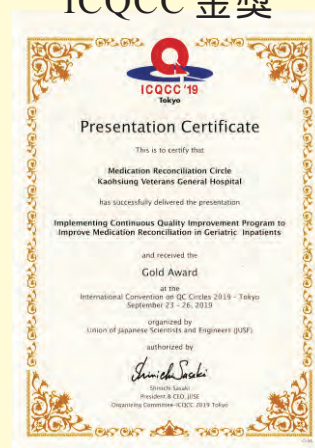 ICQCC 金獎
ICQCC '19
Tokyo
Presentation Certificate
This is to certify that
Medication Reconciliation Circle
Kaohsiung Veterans General Hospital
has successfully delivered the presentation
Implementing Continuous Quality Improvement Program to
Improve Medication Reconciliation in Geriatric Inpatients
and received the
Gold Award
at the
International Convention on QC Circles 2019 - Tokyo
September 23 - 26, 2019
organized by
Union of Japanese Scientists and Engineers (JUSE)
authorized by
Shinichi Sasaki
Shinichi Sasaki
President & CEO, JUSE
Organizing Committee-ICQCC 2019 Tokyo